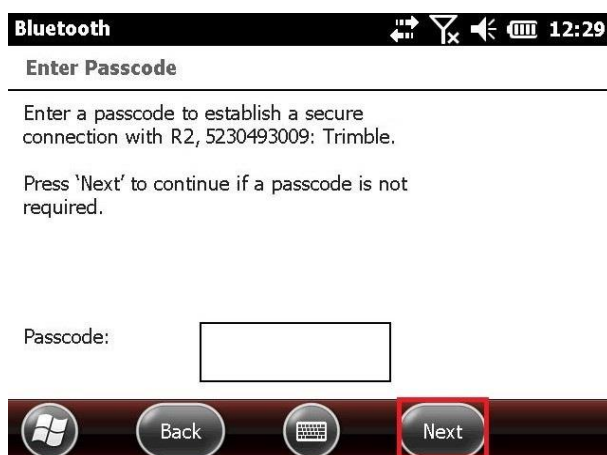 Bluetooth 12:29
Enter Passcode
Enter a passcode to establish a secure
connection with R2, 5230493009: Trimble.
Press `Next' to continue if a passcode is not
required.
Passcode:
Back Next